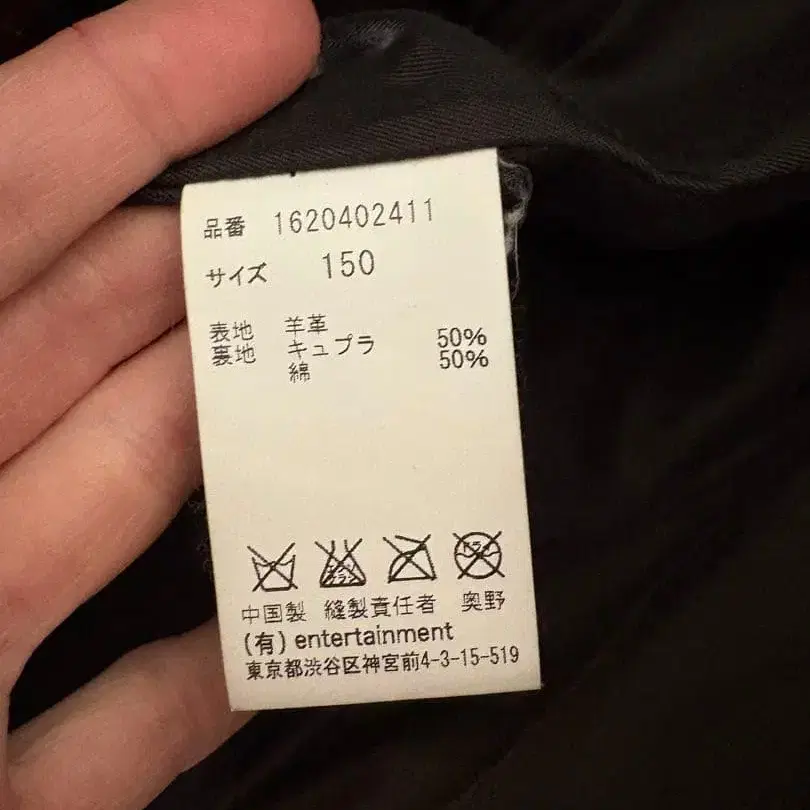 品番 1620402411
サイズ 150
表地 羊革
裏地 キュプラ 50%
綿 50%
中国製 縫製責任者 奥野
(有) entertainment
東京都渋谷区神宮前4-3-15-519